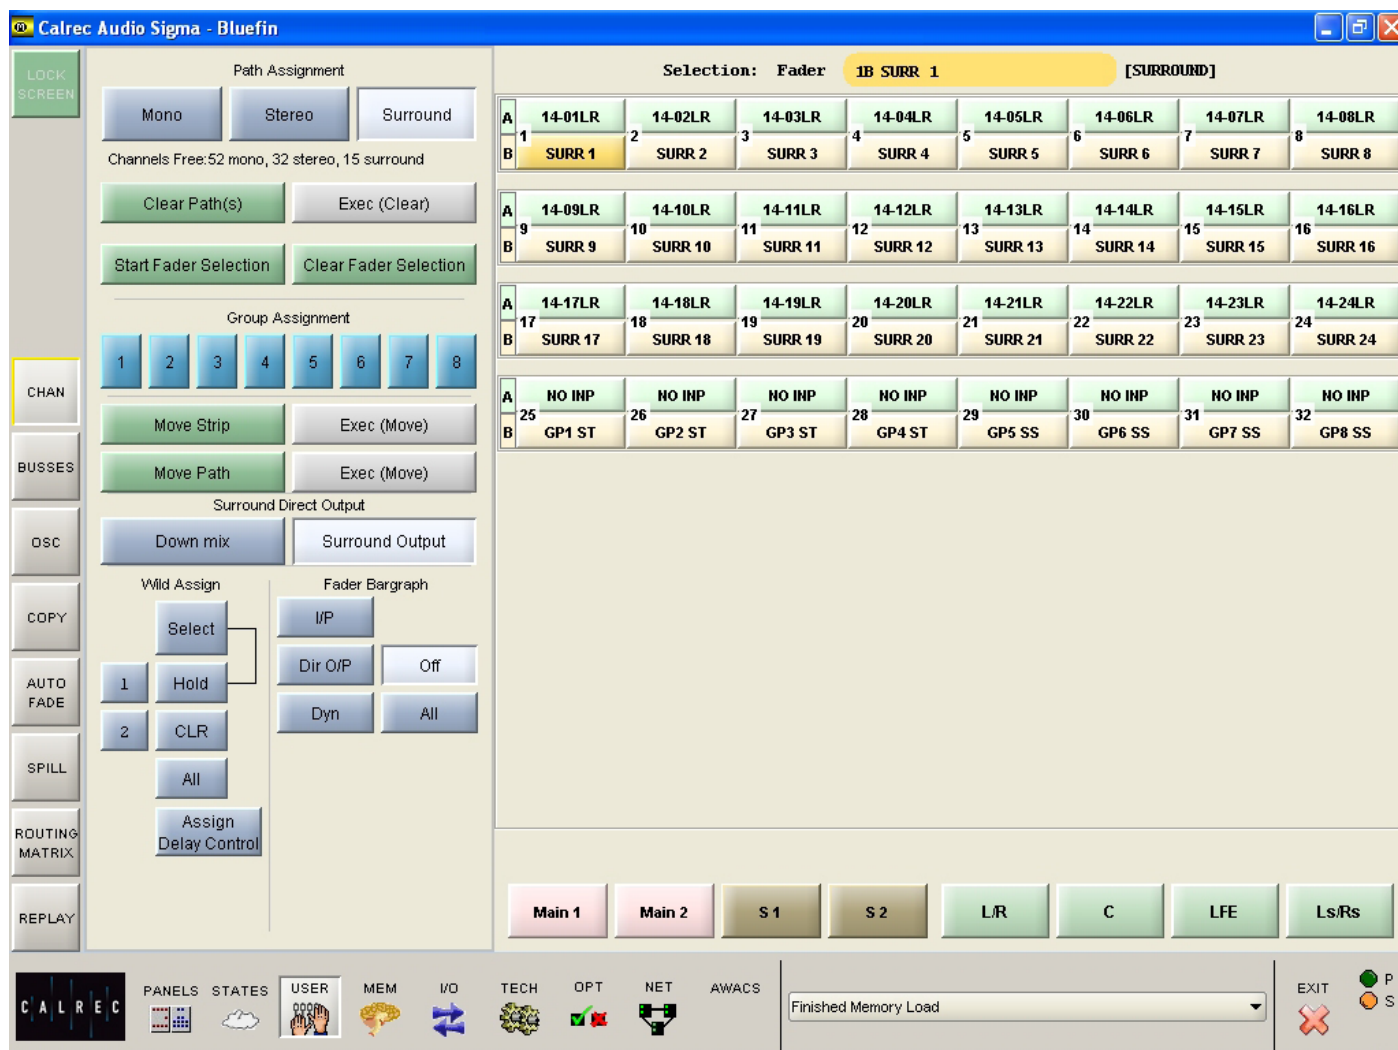 Calrec Audio Sigma - Bluefin
LOCK
SCREEN
CHAN
BUSSES
OSC
COPY
AUTO
FADE
SPILL
ROUTING
MATRIX
REPLAY
Path Assignment
Mono Stereo Surround
Channels Free:52 mono, 32 stereo, 15 surround
Clear Path(s) Exec (Clear)
Start Fader Selection Clear Fader Selection
Group Assignment
1 2 3 4 5 6 7 8
Move Strip Exec (Move)
Move Path Exec (Move)
Surround Direct Output
Down mix Surround Output
Wild Assign Fader Bargraph
Select I/P
1 Hold Dir O/P Off
2 CLR Dyn All
All
Assign
Delay Control
Selection: Fader 1B SURR 1 [SURROUND]
A 14-01LR 14-02LR 14-03LR 14-04LR 14-05LR 14-06LR 14-07LR 14-08LR
1 2 3 4 5 6 7 8
B SURR 1 SURR 2 SURR 3 SURR 4 SURR 5 SURR 6 SURR 7 SURR 8
A 14-09LR 14-10LR 14-11LR 14-12LR 14-13LR 14-14LR 14-15LR 14-16LR
9 10 11 12 13 14 15 16
B SURR 9 SURR 10 SURR 11 SURR 12 SURR 13 SURR 14 SURR 15 SURR 16
A 14-17LR 14-18LR 14-19LR 14-20LR 14-21LR 14-22LR 14-23LR 14-24LR
17 18 19 20 21 22 23 24
B SURR 17 SURR 18 SURR 19 SURR 20 SURR 21 SURR 22 SURR 23 SURR 24
A NO INP NO INP NO INP NO INP NO INP NO INP NO INP NO INP
25 26 27 28 29 30 31 32
B GP1 ST GP2 ST GP3 ST GP4 ST GP5 SS GP6 SS GP7 SS GP8 SS
Main 1 Main 2 S 1 S 2 L/R C LFE Ls/Rs
CALREC PANELS STATES USER MEM I/O TECH OPT NET AWACS
Finished Memory Load
EXIT
P
S